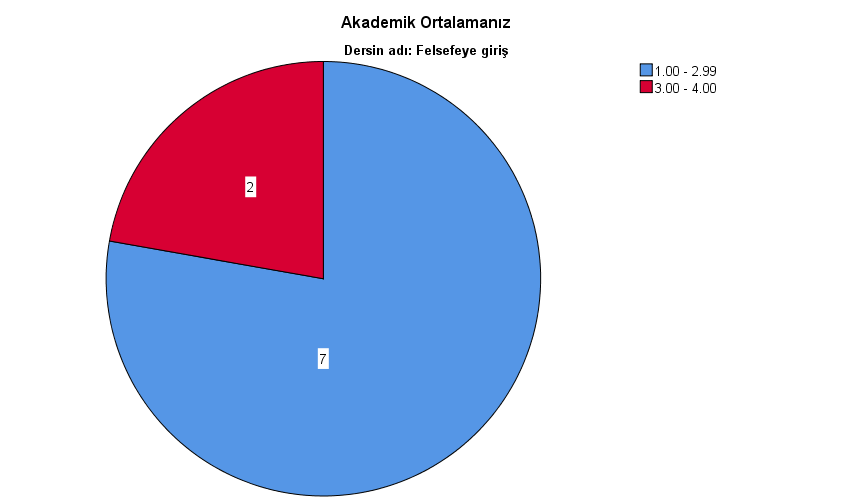 Akademik Ortalamanız
Dersin adı: Felsefeye giriş
1.00 - 2.99
3.00 - 4.00
2
7